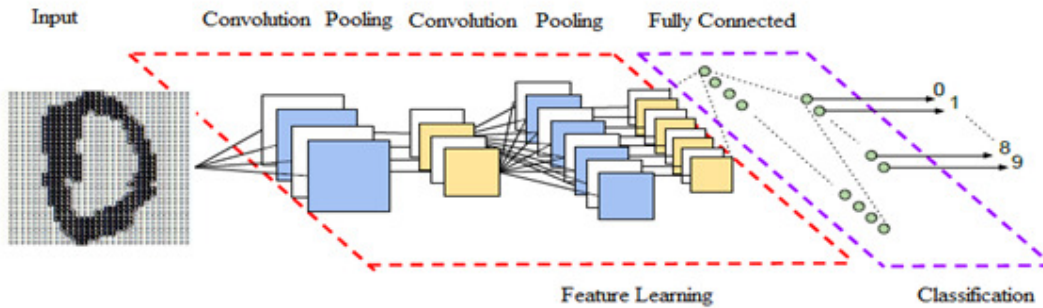 Input Convolution Pooling Convolution Pooling Fully Connected
0
1
8
9
Feature Learning Classification